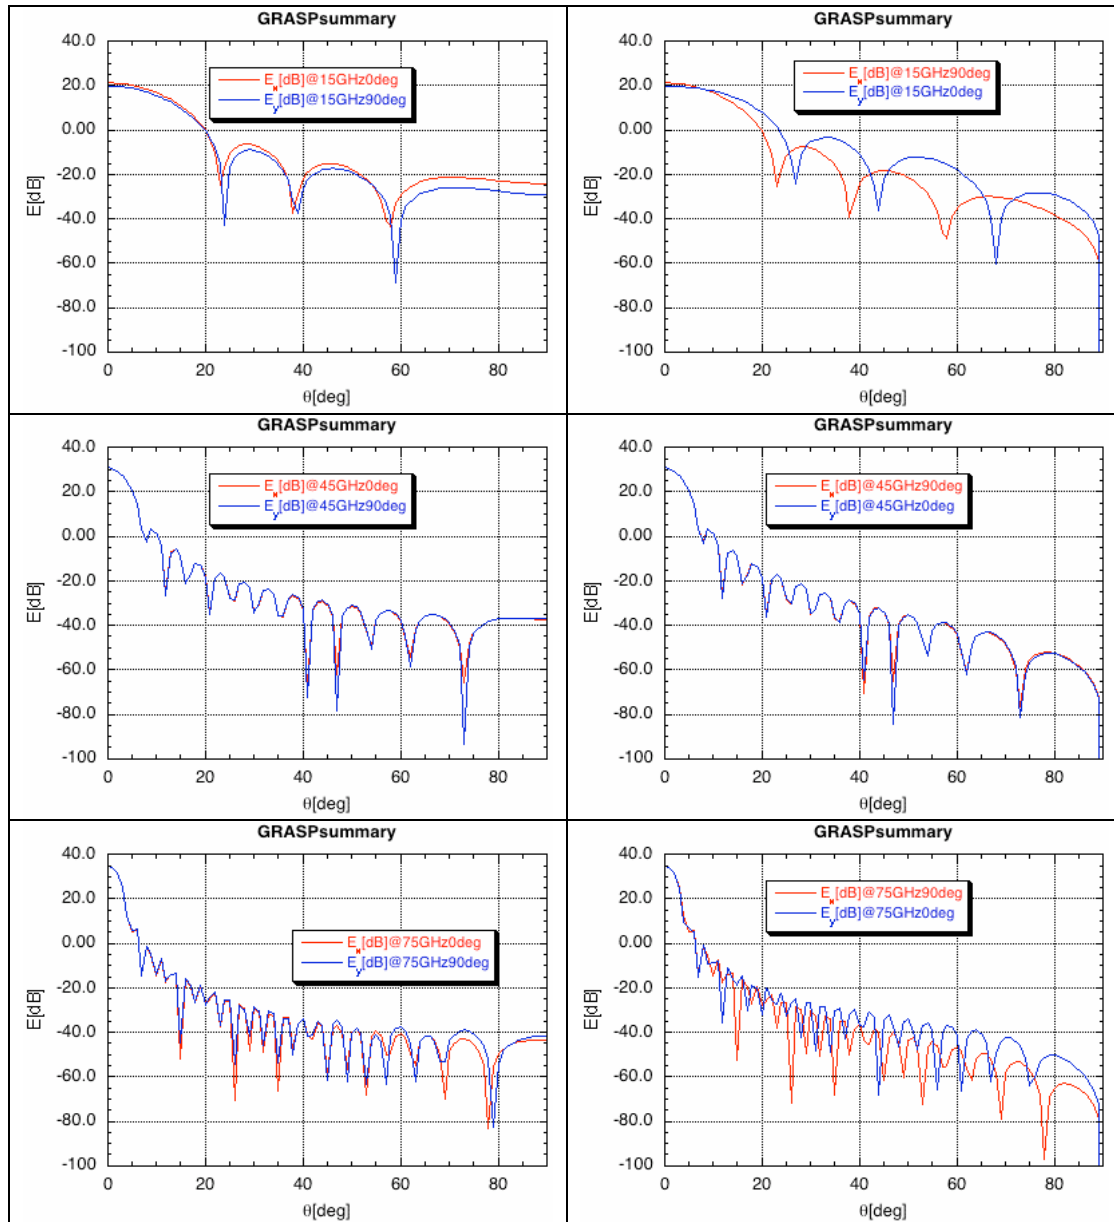 GRASPsummary
40.0
20.0
0.00
-20.0
-40.0
-60.0
-80.0
-100
E[dB]
Ex[dB]@15GHz0deg
Ey[dB]@15GHz90deg
0
20
40
60
80
θ[deg]
GRASPsummary
40.0
20.0
0.00
-20.0
-40.0
-60.0
-80.0
-100
E[dB]
Ex[dB]@15GHz90deg
Ey[dB]@15GHz0deg
0
20
40
60
80
θ[deg]
GRASPsummary
40.0
20.0
0.00
-20.0
-40.0
-60.0
-80.0
-100
E[dB]
Ex[dB]@45GHz0deg
Ey[dB]@45GHz90deg
0
20
40
60
80
θ[deg]
GRASPsummary
40.0
20.0
0.00
-20.0
-40.0
-60.0
-80.0
-100
E[dB]
Ex[dB]@45GHz90deg
Ey[dB]@45GHz0deg
0
20
40
60
80
θ[deg]
GRASPsummary
40.0
20.0
0.00
-20.0
-40.0
-60.0
-80.0
-100
E[dB]
Ex[dB]@75GHz0deg
Ey[dB]@75GHz90deg
0
20
40
60
80
θ[deg]
GRASPsummary
40.0
20.0
0.00
-20.0
-40.0
-60.0
-80.0
-100
E[dB]
Ex[dB]@75GHz90deg
Ey[dB]@75GHz0deg
0
20
40
60
80
θ[deg]